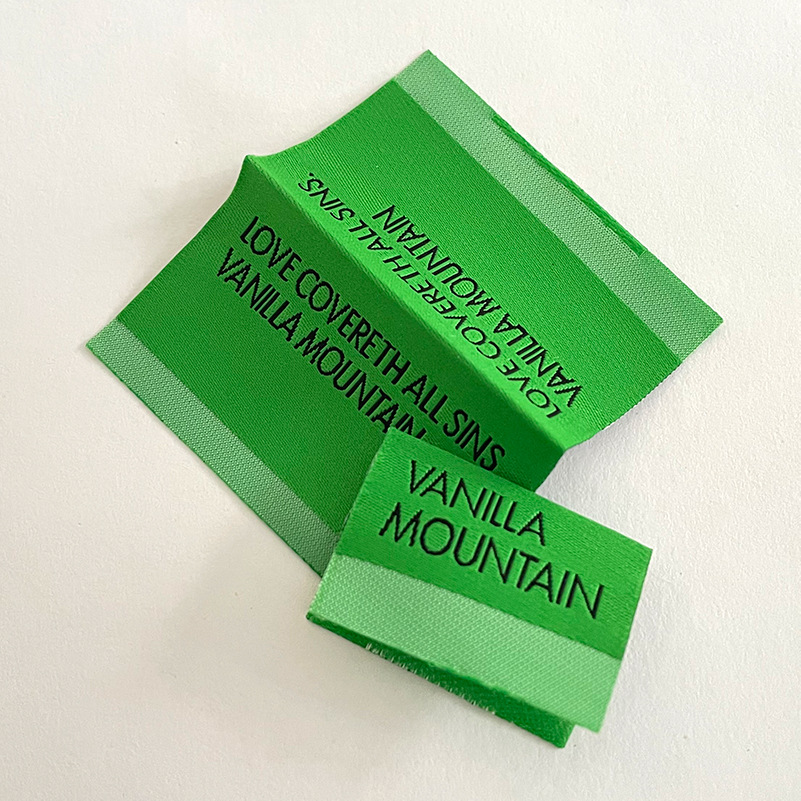 LOVE COVERETH ALL SINS.
VANILLA MOUNTAIN
LOVE COVERETH ALL SINS
VANILLA MOUNTAIN
VANILLA
MOUNTAIN